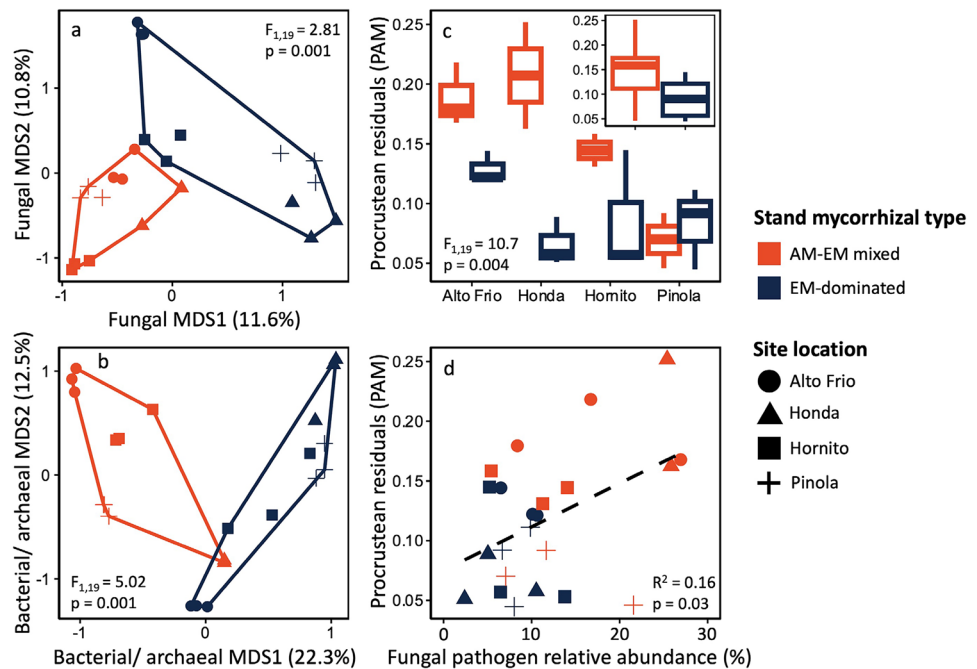 a
F1,19 = 2.81
p = 0.001
Fungal MDS2 (10.8%)
1
0
-1
-1
0
1
Fungal MDS1 (11.6%)
b
F1,19 = 5.02
p = 0.001
Bacterial/ archaeal MDS2 (12.5%)
1
0
-1
-1
0
1
Bacterial/ archaeal MDS1 (22.3%)
c
Procrustean residuals (PAM)
0.20
0.15
0.10
0.05
0.25
0.20
0.15
0.10
0.05
F1,19 = 10.7
p = 0.004
Alto Frio Honda Hornito Pinola
d
Procrustean residuals (PAM)
0.25
0.20
0.15
0.10
0.05
R2 = 0.16
p = 0.03
0 10 20 30
Fungal pathogen relative abundance (%)
Stand mycorrhizal type
AM-EM mixed
EM-dominated
Site location
Alto Frio
Honda
Hornito
Pinola